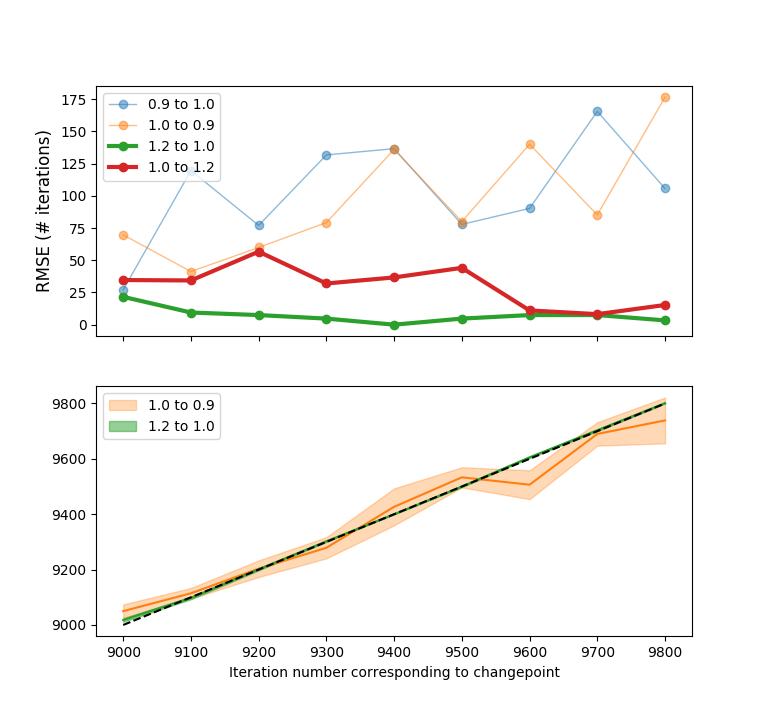 175
150
125
100
75
50
25
0
RMSE (# iterations)
0.9 to 1.0
1.0 to 0.9
1.2 to 1.0
1.0 to 1.2
9800
9600
9400
9200
9000
1.0 to 0.9
1.2 to 1.0
9000 9100 9200 9300 9400 9500 9600 9700 9800
Iteration number corresponding to changepoint